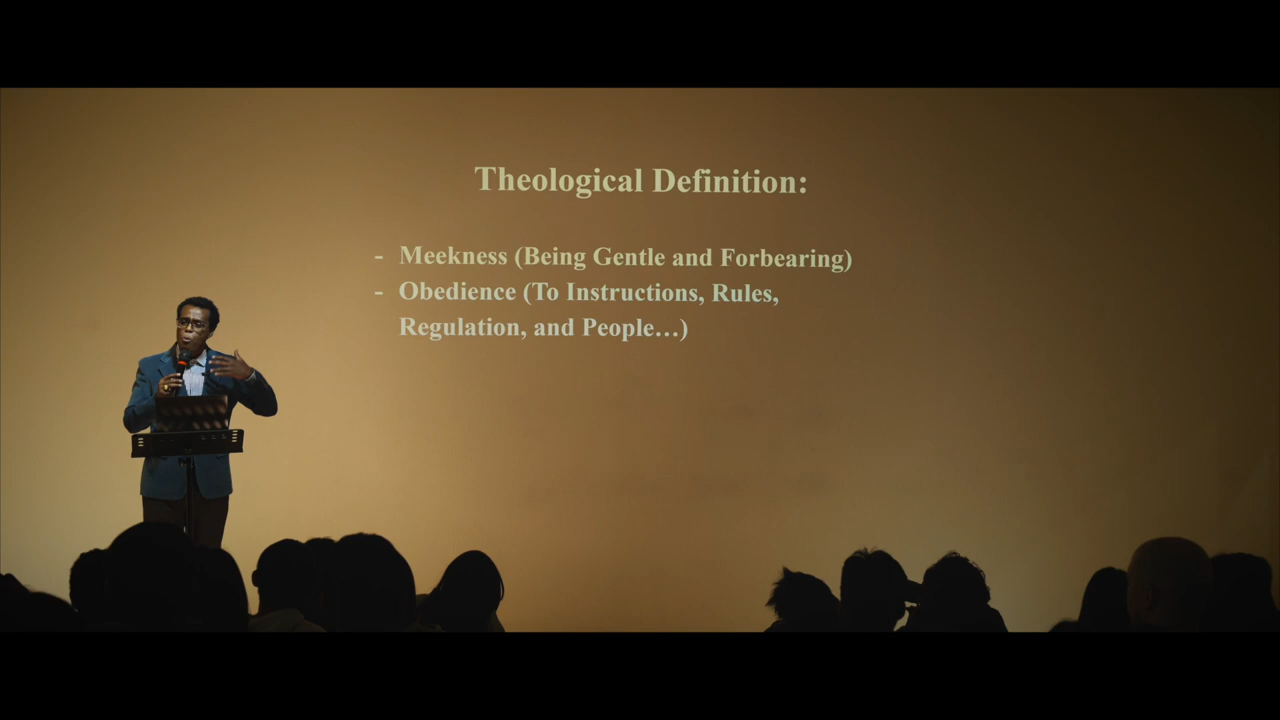 Theological Definition:
- Meekness (Being Gentle and Forbearing)
- Obedience (To Instructions, Rules,
Regulation, and People…)